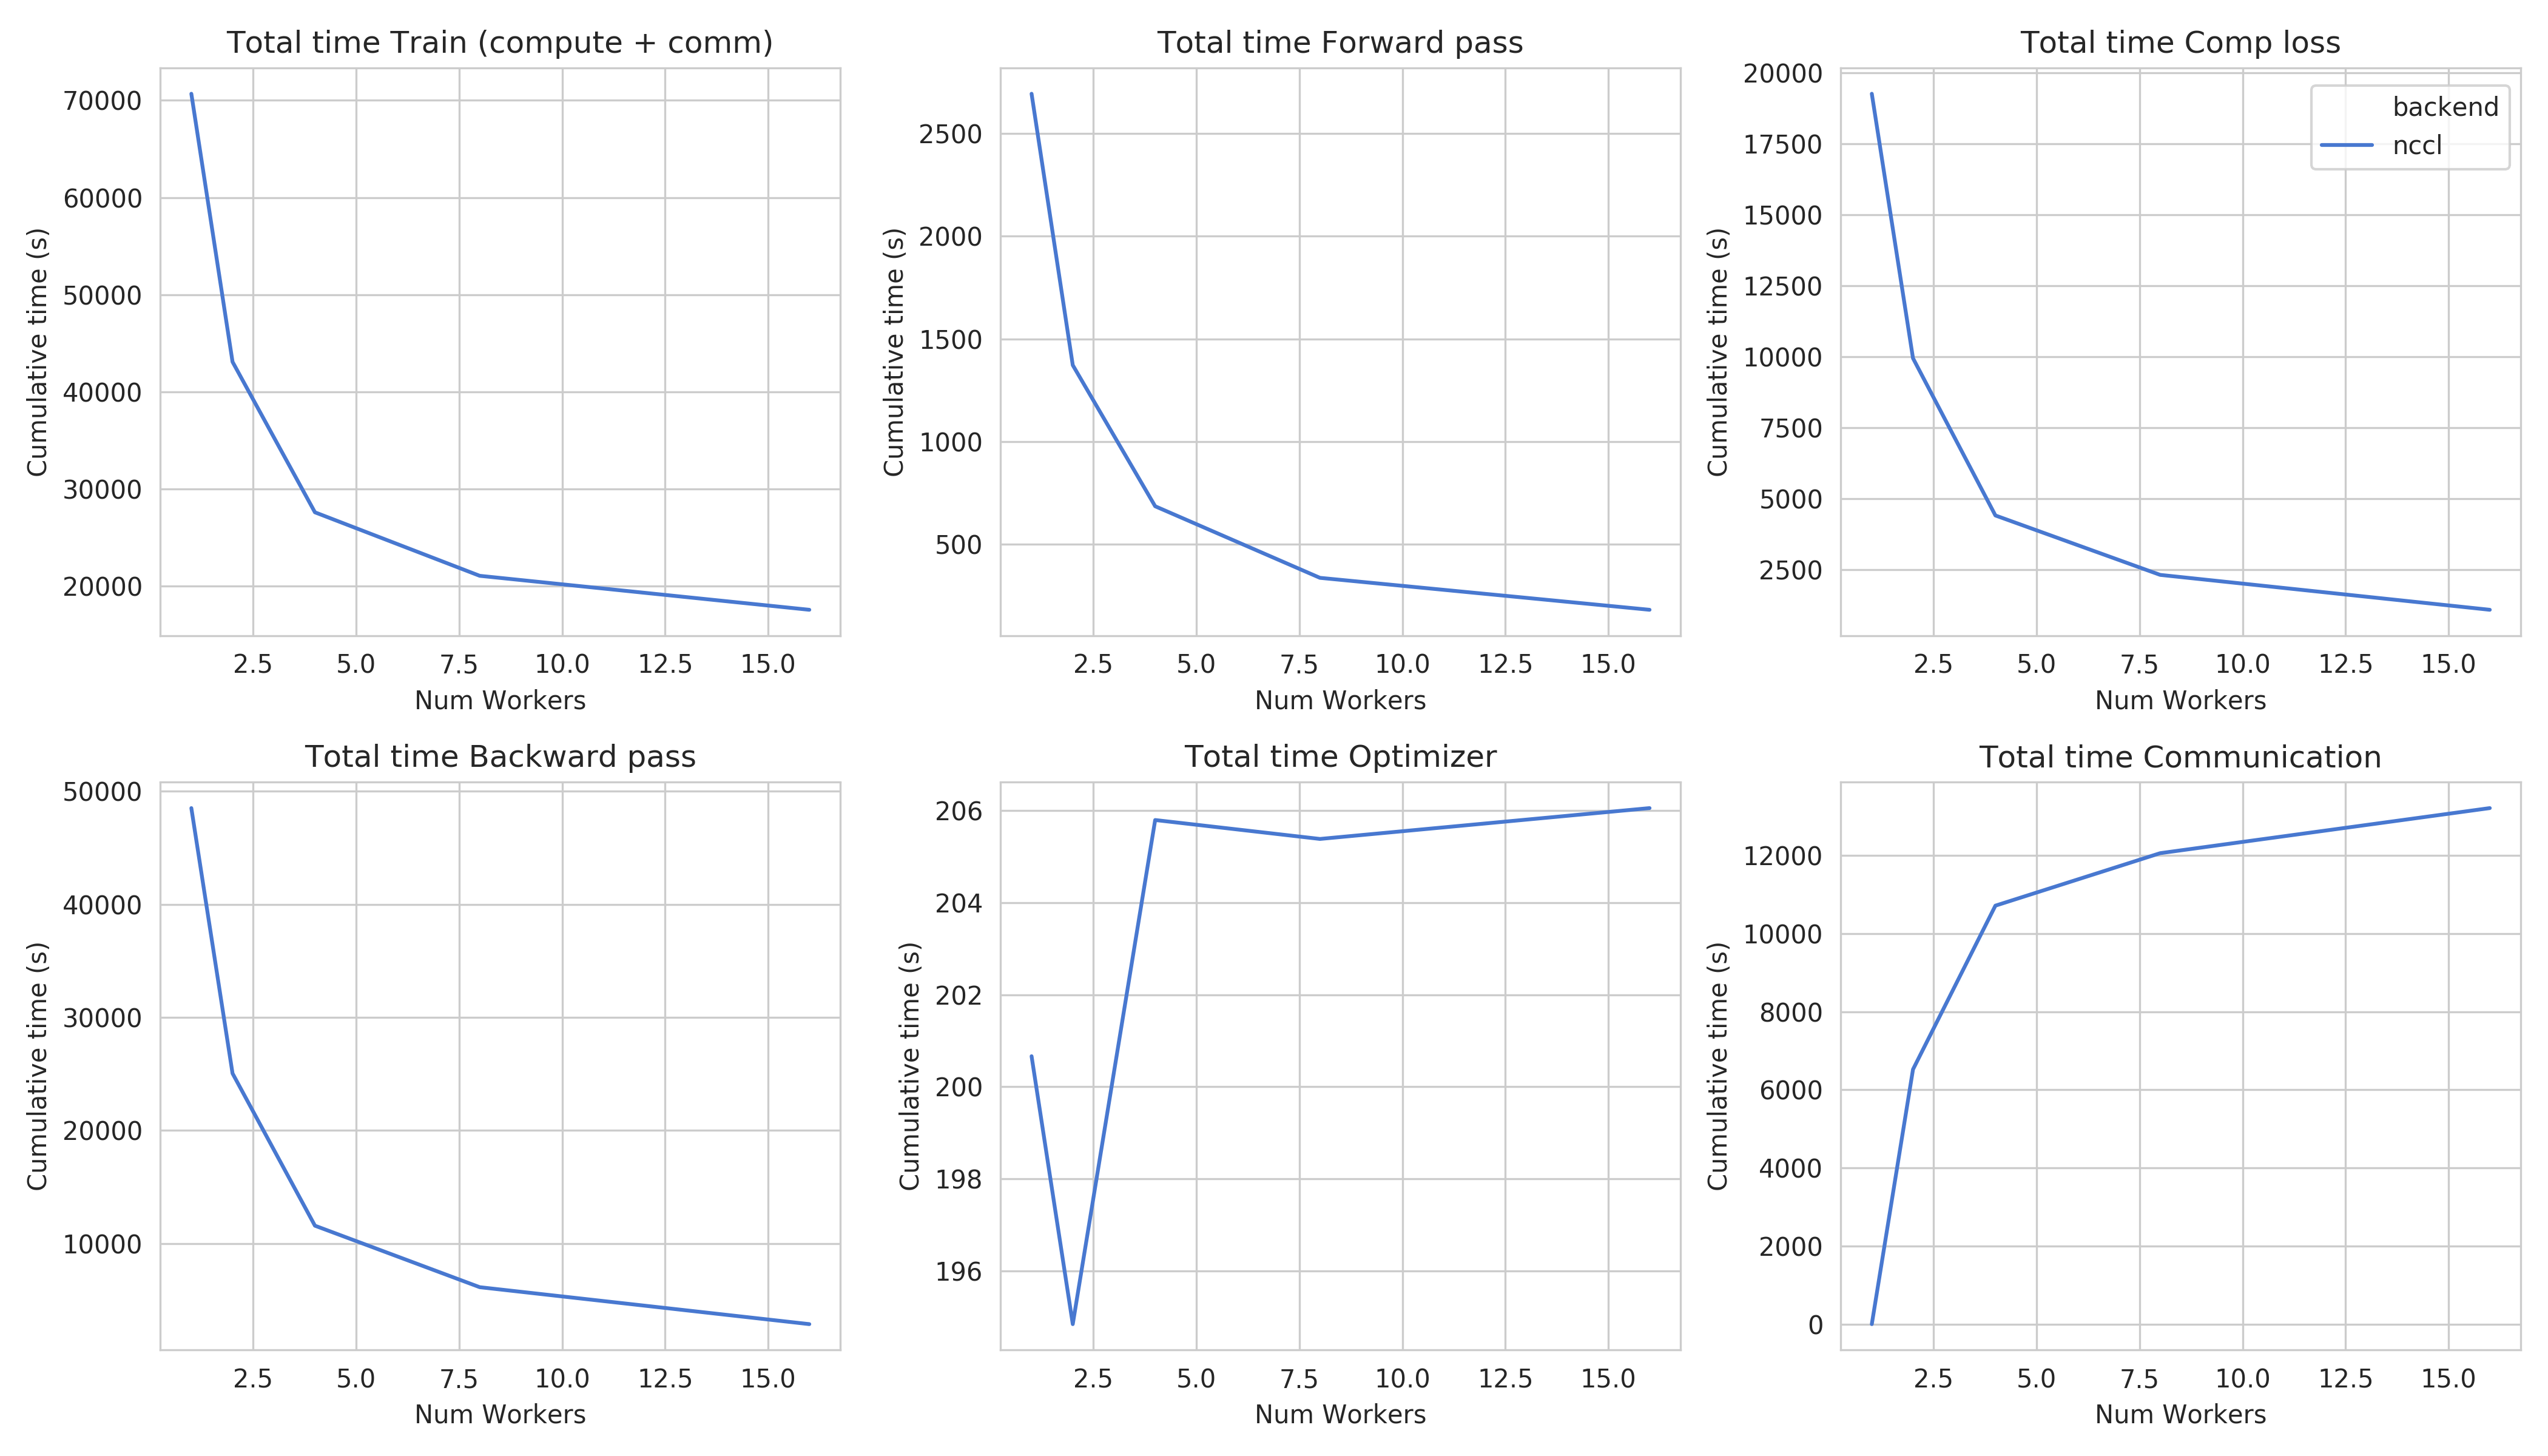 Total time Train (compute + comm)
Cumulative time (s)
70000
60000
50000
40000
30000
20000
2.5 5.0 7.5 10.0 12.5 15.0
Num Workers
Total time Forward pass
Cumulative time (s)
2500
2000
1500
1000
500
2.5 5.0 7.5 10.0 12.5 15.0
Num Workers
Total time Comp loss
Cumulative time (s)
20000
17500
15000
12500
10000
7500
5000
2500
backend
nccl
2.5 5.0 7.5 10.0 12.5 15.0
Num Workers
Total time Backward pass
Cumulative time (s)
50000
40000
30000
20000
10000
2.5 5.0 7.5 10.0 12.5 15.0
Num Workers
Total time Optimizer
Cumulative time (s)
206
204
202
200
198
196
2.5 5.0 7.5 10.0 12.5 15.0
Num Workers
Total time Communication
Cumulative time (s)
12000
10000
8000
6000
4000
2000
0
2.5 5.0 7.5 10.0 12.5 15.0
Num Workers